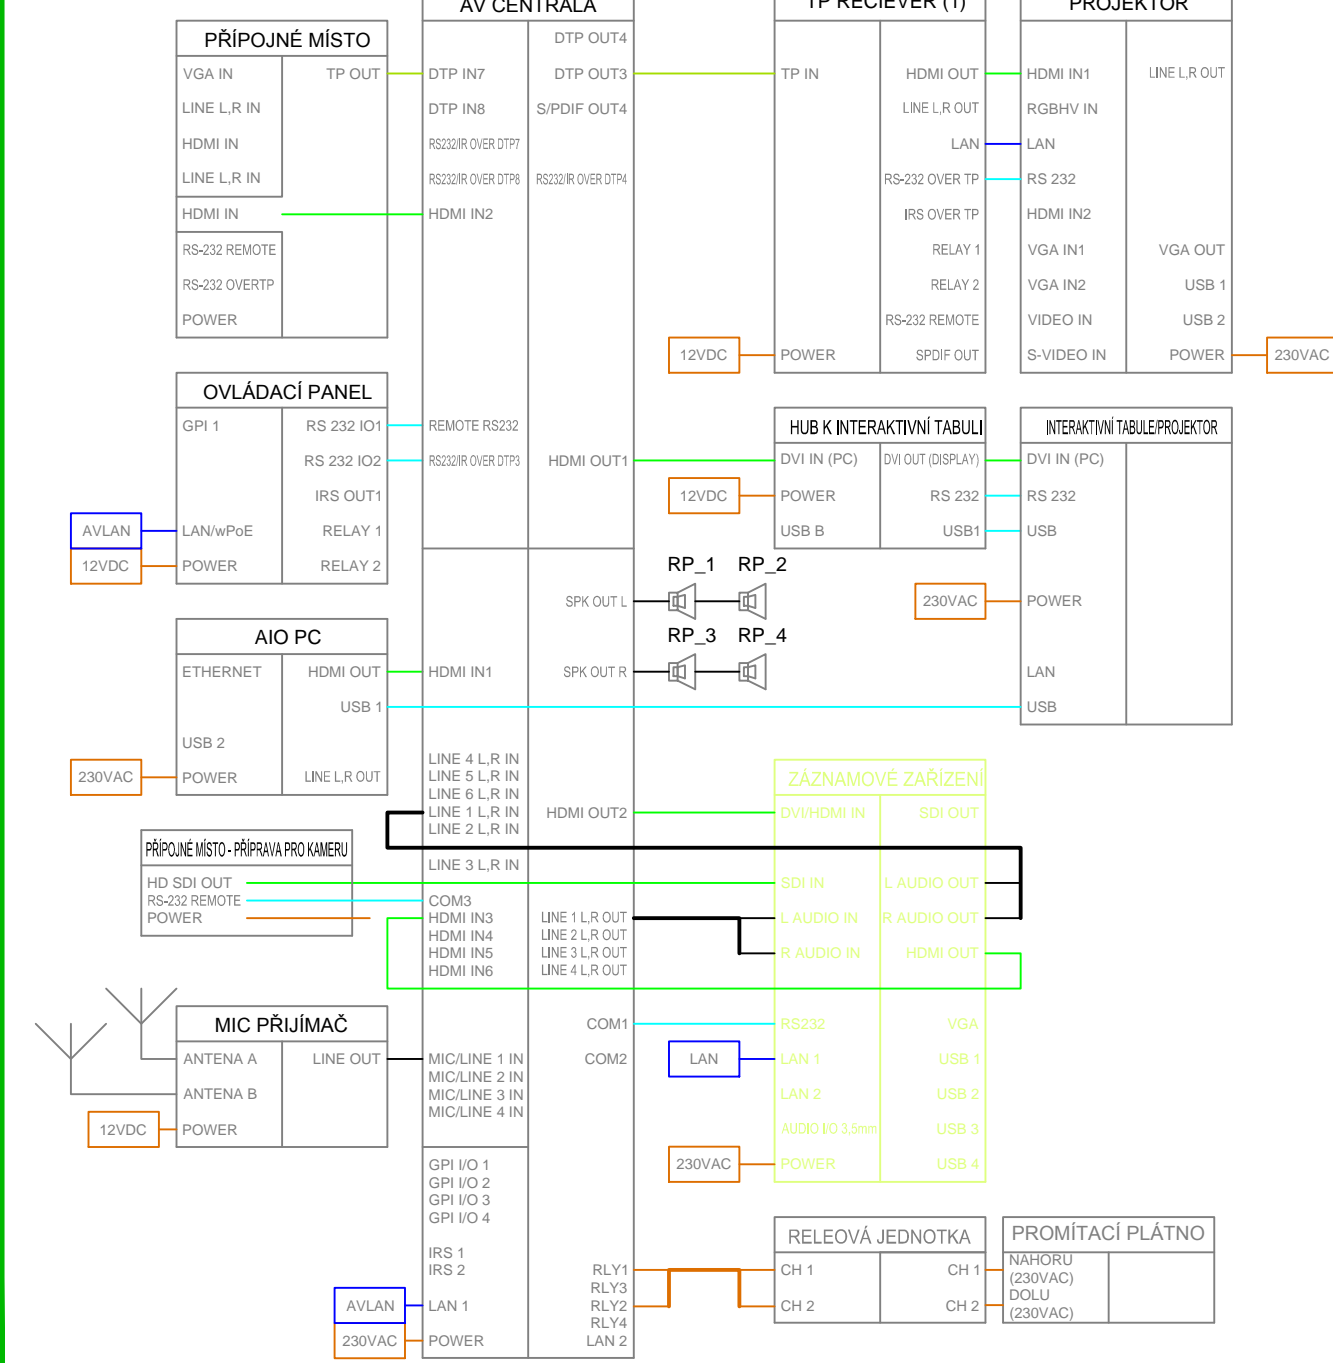 AV CENTRALA
TP RECIEVER (1)
PROJEKTOR
PŘÍPOJNÉ MÍSTO
VGA IN
TP OUT
LINE L,R IN
HDMI IN
LINE L,R IN
HDMI IN
RS-232 REMOTE
RS-232 OVERTP
POWER
DTP OUT4
DTP IN7
DTP OUT3
DTP IN8
S/PDIF OUT4
RS232/IR OVER DTP7
RS232/IR OVER DTP8
RS232/IR OVER DTP4
HDMI IN2
TP IN
HDMI OUT
LINE L,R OUT
LAN
RS-232 OVER TP
IRS OVER TP
RELAY 1
RELAY 2
RS-232 REMOTE
12VDC
POWER
SPDIF OUT
HDMI IN1
LINE L,R OUT
RGBHV IN
LAN
RS 232
HDMI IN2
VGA IN1
VGA OUT
VGA IN2
USB 1
VIDEO IN
USB 2
S-VIDEO IN
POWER
230VAC
OVLÁDACÍ PANEL
GPI 1
RS 232 IO1
RS 232 IO2
IRS OUT1
AVLAN
LAN/wPoE
RELAY 1
12VDC
POWER
RELAY 2
REMOTE RS232
RS232/IR OVER DTP3
HDMI OUT1
HUB K INTERAKTIVNÍ TABULI
DVI IN (PC)
DVI OUT (DISPLAY)
12VDC
POWER
RS 232
USB B
USB1
INTERAKTIVNÍ TABULE/PROJEKTOR
DVI IN (PC)
RS 232
USB
230VAC
POWER
LAN
USB
RP_1
RP_2
SPK OUT L
RP_3
RP_4
SPK OUT R
AIO PC
ETHERNET
HDMI OUT
USB 1
USB 2
230VAC
POWER
LINE L,R OUT
HDMI IN1
LINE 4 L,R IN
LINE 5 L,R IN
LINE 6 L,R IN
LINE 1 L,R IN
HDMI OUT2
LINE 2 L,R IN
LINE 3 L,R IN
PŘÍPOJNÉ MÍSTO - PŘÍPRAVA PRO KAMERU
HD SDI OUT
RS-232 REMOTE
POWER
COM3
HDMI IN3
LINE 1 L,R OUT
HDMI IN4
LINE 2 L,R OUT
HDMI IN5
LINE 3 L,R OUT
HDMI IN6
LINE 4 L,R OUT
ZÁZNAMOVÉ ZAŘÍZENÍ
DVI/HDMI IN
SDI OUT
SDI IN
L AUDIO OUT
L AUDIO IN
R AUDIO OUT
R AUDIO IN
HDMI OUT
RS232
VGA
LAN
LAN 1
USB 1
LAN 2
USB 2
AUDIO I/O 3.5mm
USB 3
230VAC
POWER
USB 4
MIC PŘIJÍMAČ
ANTENA A
LINE OUT
ANTENA B
12VDC
POWER
COM1
MIC/LINE 1 IN
COM2
MIC/LINE 2 IN
MIC/LINE 3 IN
MIC/LINE 4 IN
GPI I/O 1
GPI I/O 2
GPI I/O 3
GPI I/O 4
IRS 1
IRS 2
RLY1
RLY3
AVLAN
LAN 1
RLY2
RLY4
230VAC
POWER
LAN 2
RELEOVÁ JEDNOTKA
CH 1
CH 1
CH 2
CH 2
PROMÍTACÍ PLÁTNO
NAHORU
(230VAC)
DOLU
(230VAC)